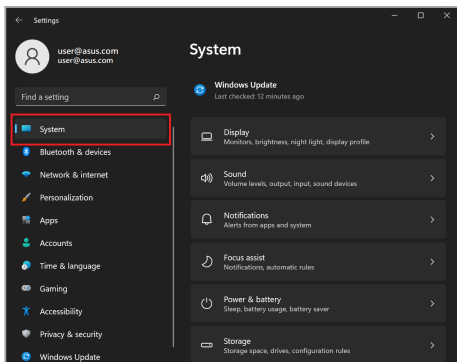 Settings
user@asus.com
user@asus.com
Find a setting
System
Bluetooth & devices
Network & internet
Personalization
Apps
Accounts
Time & language
Gaming
Accessibility
Privacy & security
Windows Update
System
Windows Update
Last checked: 12 minutes ago
Display
Monitors, brightness, night light, display profile
Sound
Volume levels, output, input, sound devices
Notifications
Alerts from apps and system
Focus assist
Notifications, automatic rules
Power & battery
Sleep, battery usage, battery saver
Storage
Storage space, drives, configuration rules